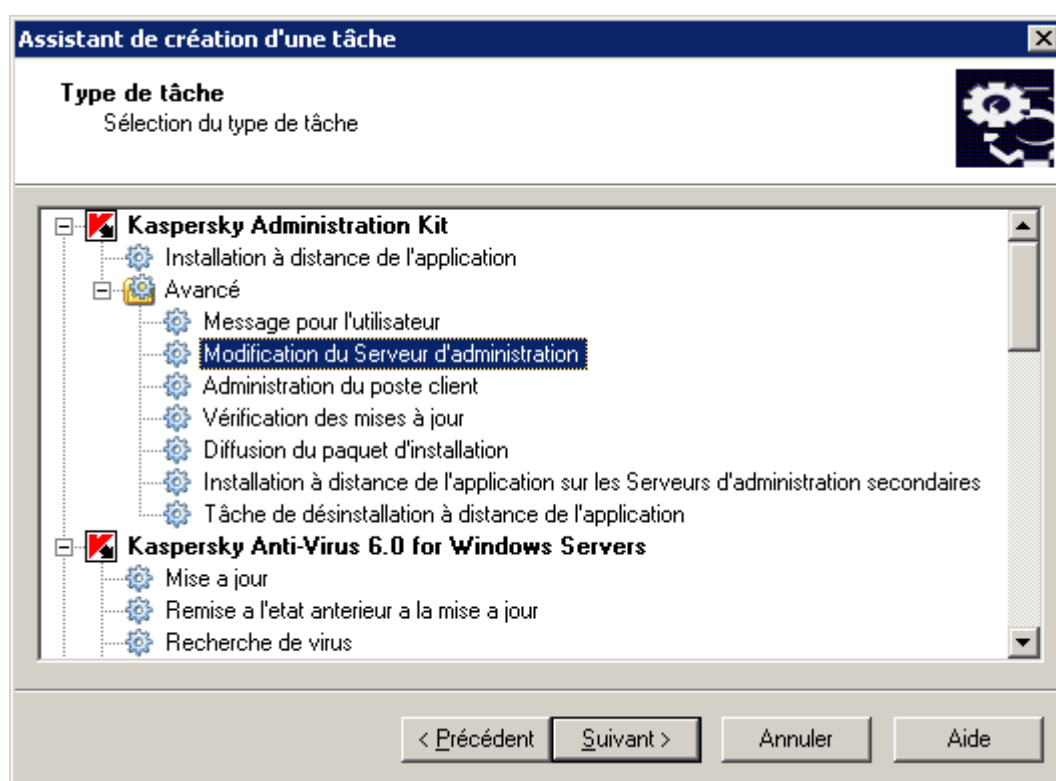 Assistant de création d'une tâche
Type de tâche
Sélection du type de tâche
Kaspersky Administration Kit
Installation à distance de l'application
Avancé
Message pour l'utilisateur
Modification du Serveur d'administration
Administration du poste client
Vérification des mises à jour
Diffusion du paquet d'installation
Installation à distance de l'application sur les Serveurs d'administration secondaires
Tâche de désinstallation à distance de l'application
Kaspersky Anti-Virus 6.0 for Windows Servers
Mise a jour
Remise a l'etat anterieur a la mise a jour
Recherche de virus
< Précédent Suivant > Annuler Aide